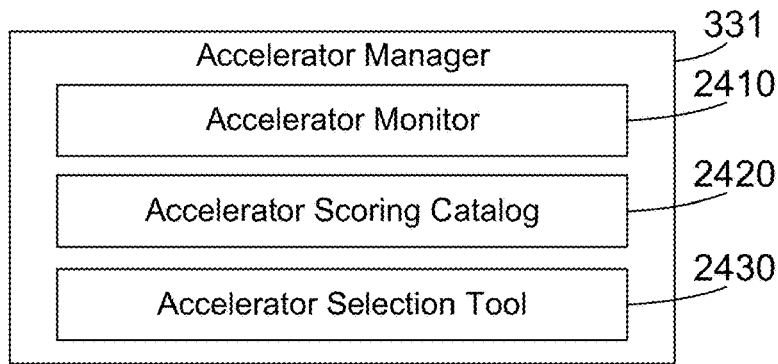 331
Accelerator Manager
2410
Accelerator Monitor
2420
Accelerator Scoring Catalog
2430
Accelerator Selection Tool